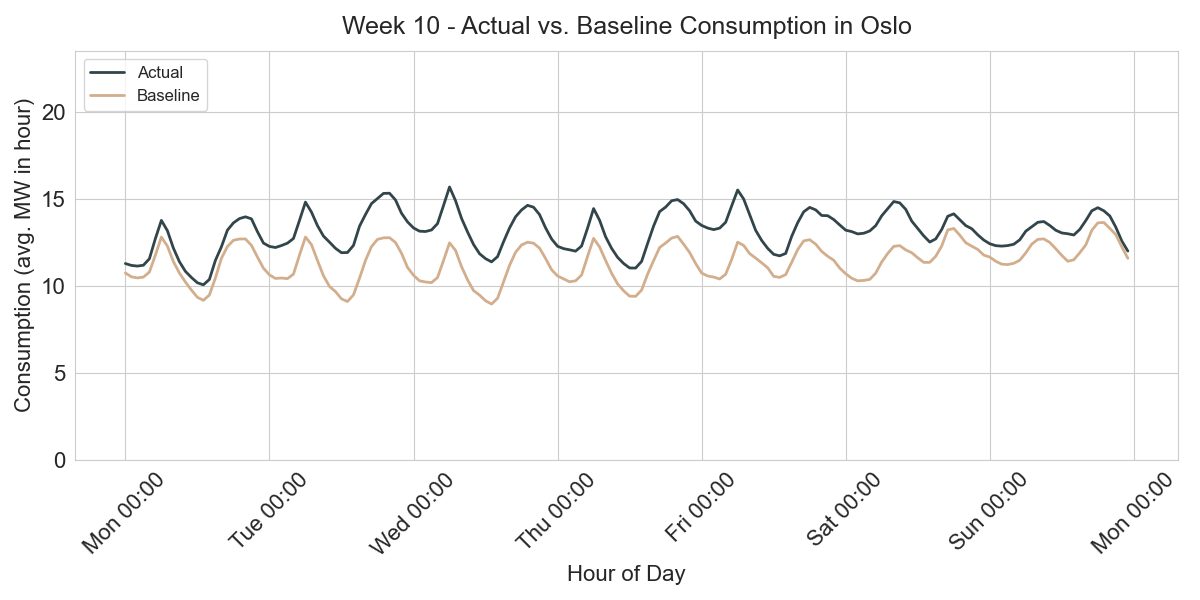 Week 10 - Actual vs. Baseline Consumption in Oslo
Actual
Baseline
Consumption (avg. MW in hour)
20
15
10
5
0
Mon 00:00
Tue 00:00
Wed 00:00
Thu 00:00
Fri 00:00
Sat 00:00
Sun 00:00
Mon 00:00
Hour of Day